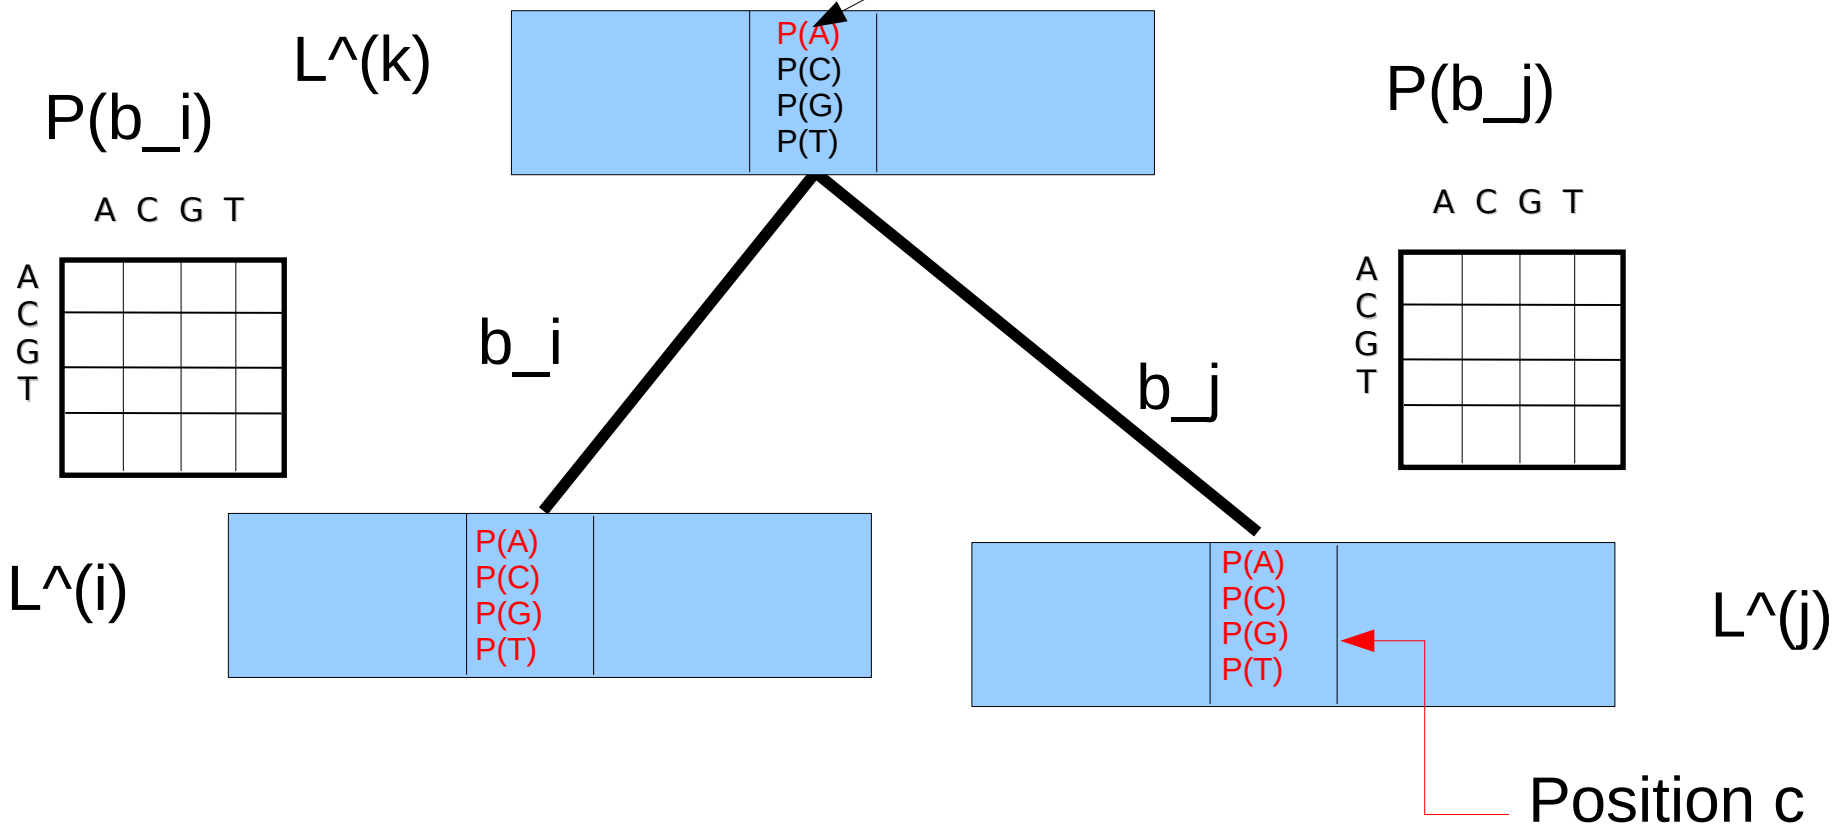 L^(k)
P(A)
P(C)
P(G)
P(T)
P(b_i)
P(b_j)
A C G T
A
C
G
T
A C G T
A
C
G
T
b_i
b_j
L^(i)
P(A)
P(C)
P(G)
P(T)
P(A)
P(C)
P(G)
P(T)
L^(j)
Position c